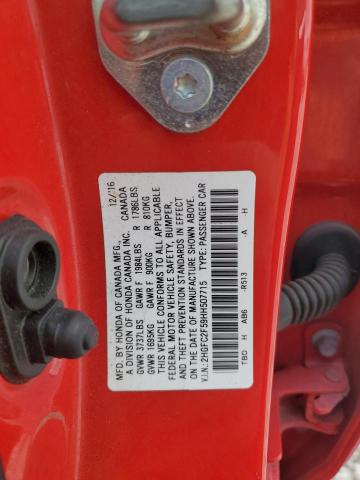 MFD. BY HONDA OF CANADA MFG., 12/'16
A DIVISION OF HONDA CANADA INC. CANADA
GVWR 3737LBS GAWR F 1984LBS R 1786LBS
GVWR 1695KG GAWR F 900KG R 810KG
THIS VEHICLE CONFORMS TO ALL APPLICABLE
FEDERAL MOTOR VEHICLE SAFETY, BUMPER,
AND THEFT PREVENTION STANDARDS IN EFFECT
ON THE DATE OF MANUFACTURE SHOWN ABOVE.
V.I.N.: 2HGFC2F59HH507715 TYPE: PASSENGER CAR
TBD H AB6 -R513 -A -H